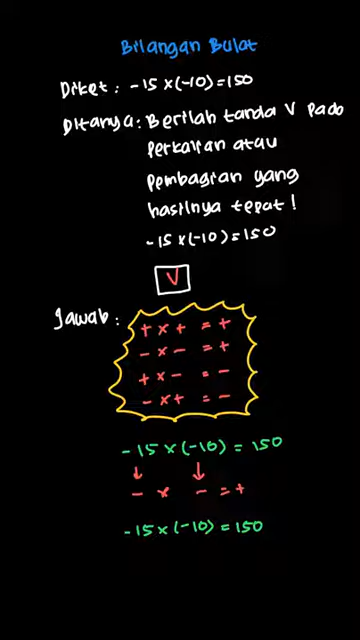 Bilangan Bulat
Diket : -15 x (-10) = 150
Ditanya : Berilah tanda V pada
perkalian atau
pembagian yang
hasilnya tepat!
-15 x (-10) = 150
V
Jawab :
+ x + = +
- x - = +
+ x - = -
- x + = -
-15 x (-10) = 150
↓ ↓
- x - = +
-15 x (-10) = 150